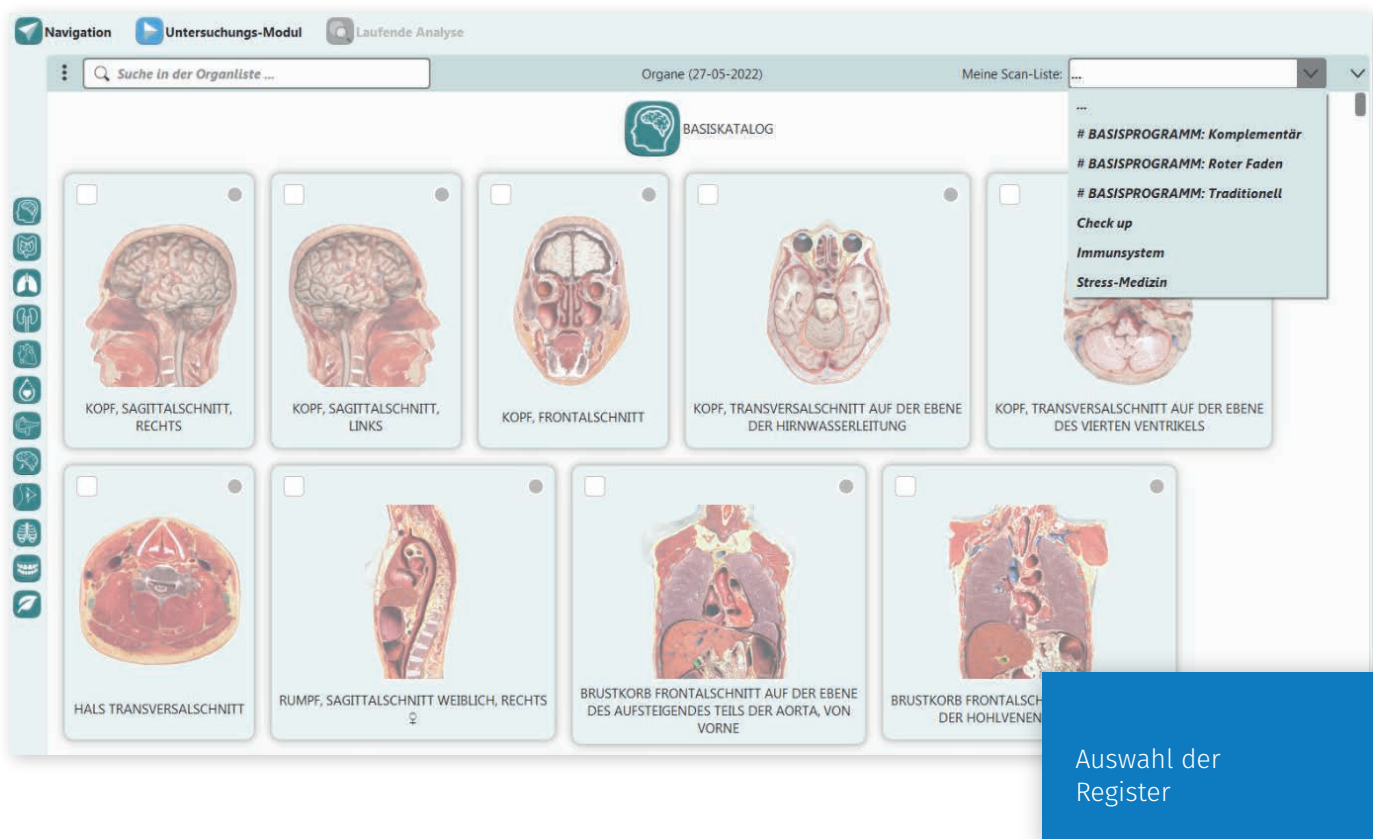 Navigation Untersuchungs-Modul Laufende Analyse
Suche in der Organliste ... Organe (27-05-2022) Meine Scan-Liste: ...
BASISKATALOG
...
# BASISPROGRAMM: Komplementär
# BASISPROGRAMM: Roter Faden
# BASISPROGRAMM: Traditionell
Check up
Immunsystem
Stress-Medizin
KOPF, SAGITTALSCHNITT,
RECHTS
KOPF, SAGITTALSCHNITT,
LINKS
KOPF, FRONTALSCHNITT
KOPF, TRANSVERSALSCHNITT AUF DER EBENE
DER HIRNWASSERLEITUNG
KOPF, TRANSVERSALSCHNITT AUF DER EBENE
DES VIERTEN VENTRIKELS
HALS TRANSVERSALSCHNITT
RUMPF, SAGITTALSCHNITT WEIBLICH, RECHTS
♀
BRUSTKORB FRONTALSCHNITT AUF DER EBENE
DES AUFSTEIGENDES TEILS DER AORTA, VON
VORNE
BRUSTKORB FRONTALSCH
DER HOHLVENEN
Auswahl der
Register